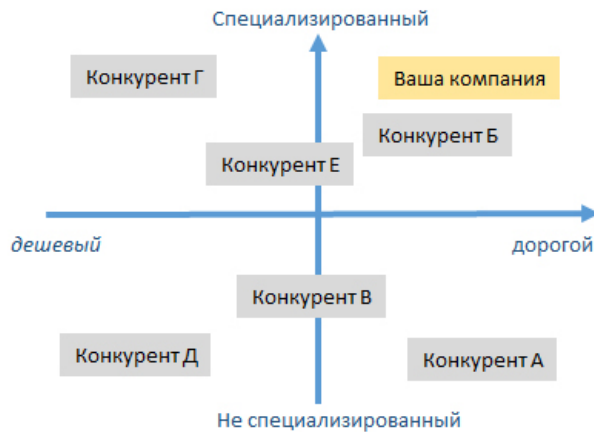 Специализированный
Конкурент Г
Ваша компания
Конкурент Б
Конкурент Е
дешевый
дорогой
Конкурент В
Конкурент Д
Конкурент А
Не специализированный